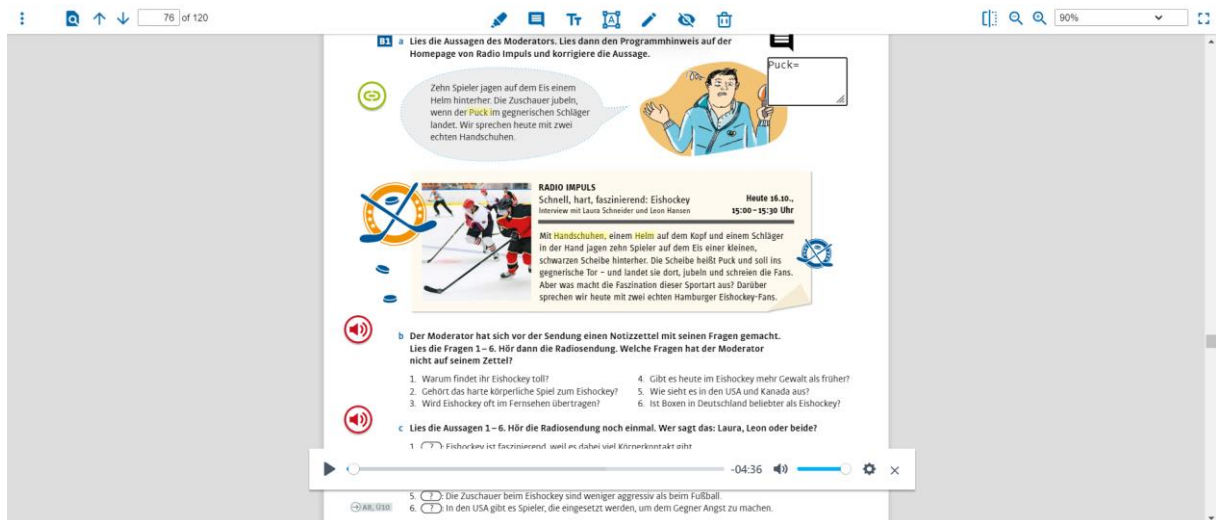 76 of 120
90%
B1 a Lies die Aussagen des Moderators. Lies dann den Programmhinweis auf der
Homepage von Radio Impuls und korrigiere die Aussage.
Puck=
Zehn Spieler jagen auf dem Eis einem
Helm hinterher. Die Zuschauer jubeln,
wenn der Puck im gegnerischen Schläger
landet. Wir sprechen heute mit zwei
echten Handschuhen.
RADIO IMPULS
Schnell, hart, faszinierend: Eishockey
Interview mit Laura Schneider und Leon Hansen
Heute 16.10.,
15:00–15:30 Uhr
Mit Handschuhen, einem Helm auf dem Kopf und einem Schläger
in der Hand jagen zehn Spieler auf dem Eis einer kleinen,
schwarzen Scheibe hinterher. Die Scheibe heißt Puck und soll ins
gegnerische Tor – und landet sie dort, jubeln und schreien die Fans.
Aber was macht die Faszination dieser Sportart aus? Darüber
sprechen wir heute mit zwei echten Hamburger Eishockey-Fans.
b Der Moderator hat sich vor der Sendung einen Notizzettel mit seinen Fragen gemacht.
Lies die Fragen 1–6. Hör dann die Radiosendung. Welche Fragen hat der Moderator
nicht auf seinem Zettel?
1. Warum findet ihr Eishockey toll?
2. Gehört das harte körperliche Spiel zum Eishockey?
3. Wird Eishockey oft im Fernsehen übertragen?
4. Gibt es heute im Eishockey mehr Gewalt als früher?
5. Wie sieht es in den USA und Kanada aus?
6. Ist Boxen in Deutschland beliebter als Eishockey?
c Lies die Aussagen 1–6. Hör die Radiosendung noch einmal. Wer sagt das: Laura, Leon oder beide?
1. ? : Eishockey ist faszinierend, weil es dabei viel Körperkontakt gibt.
-04:36
5. ? : Die Zuschauer beim Eishockey sind weniger aggressiv als beim Fußball.
AB, Ü10
6. ? : In den USA gibt es Spieler, die eingesetzt werden, um dem Gegner Angst zu machen.